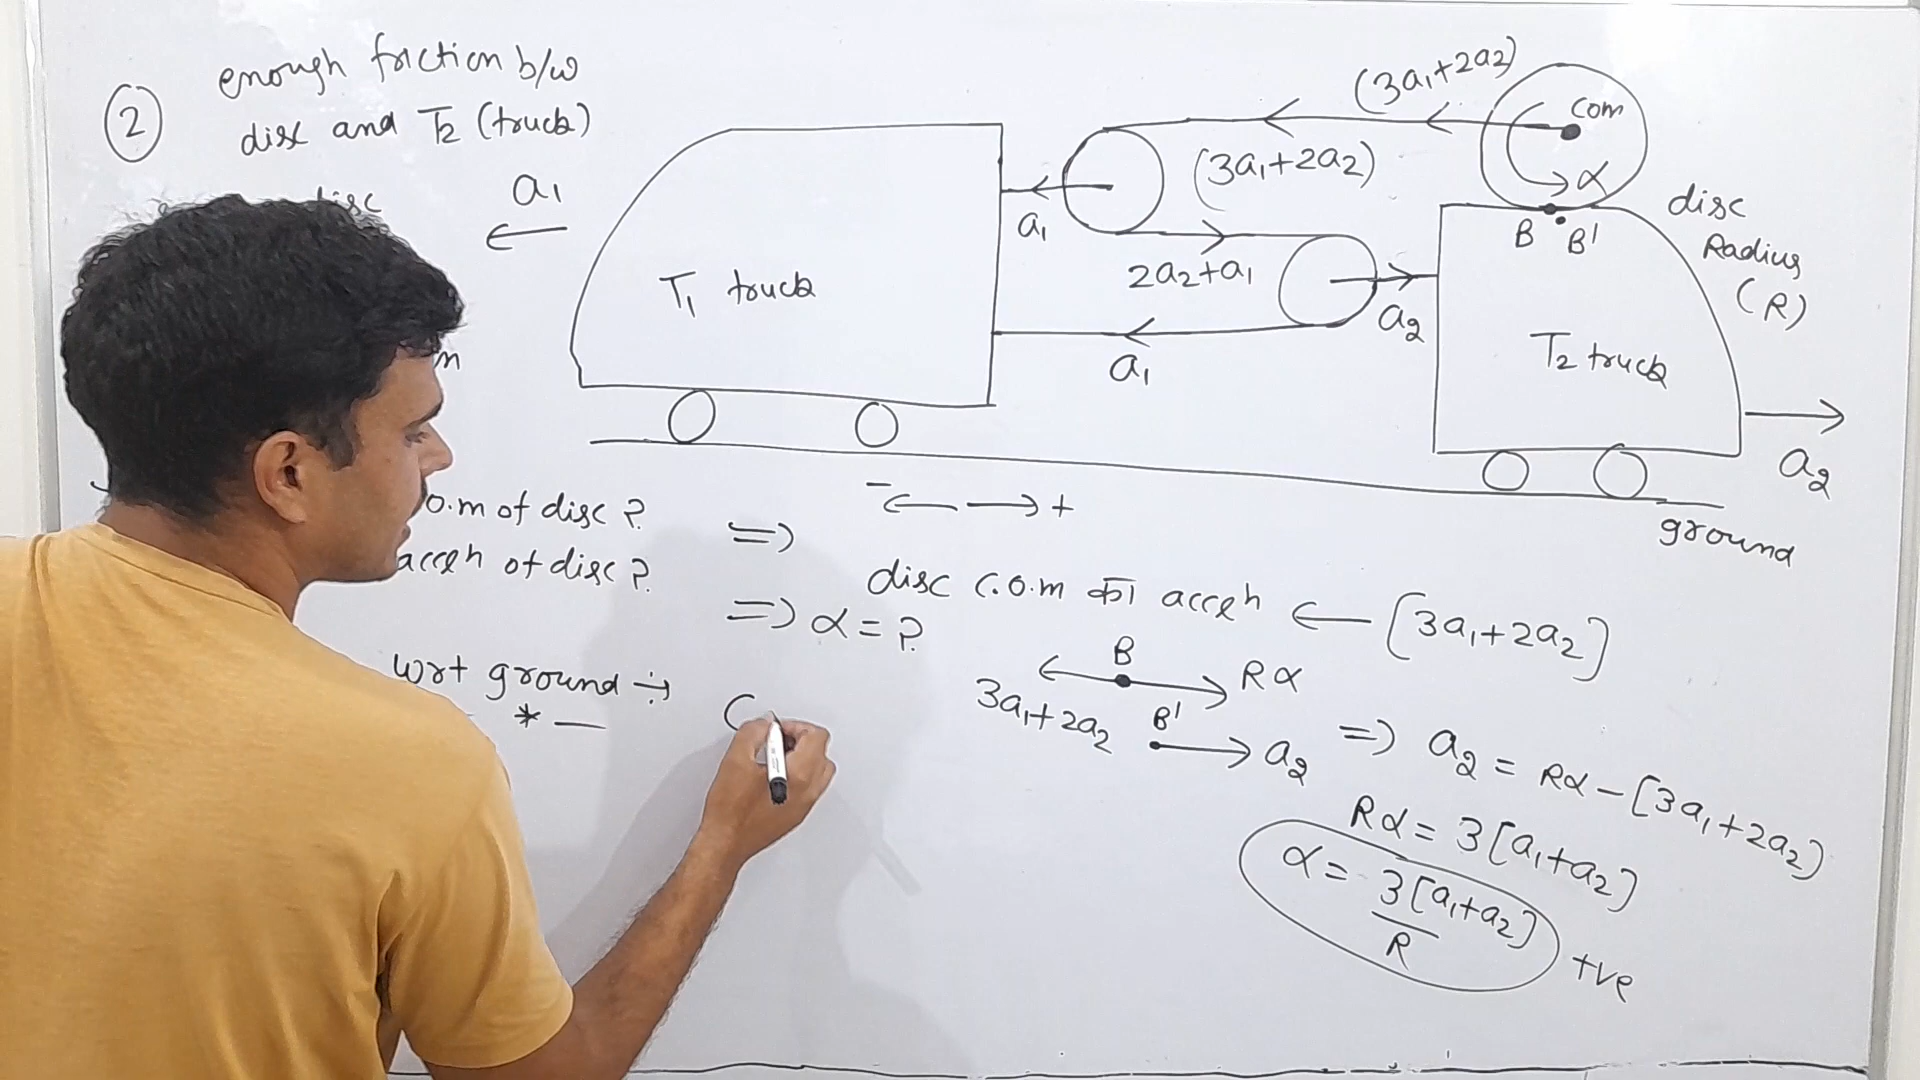 ②
enough friction b/w
disc and T₂ (truck)
disc
a₁
m
T₁ truck
a₁
(3a₁+2a₂)
(3a₁+2a₂)
2a₂+a₁
a₁
a₂
com
α
B B'
disc
Radius
(R)
T₂ truck
a₂
- ← → +
ground
o.m of disc ?
⇒
accⁿ of disc ?
disc c.o.m का accⁿ ← [3a₁+2a₂]
⇒ α = ?
wrt ground ÷→
* —
C
B
Rα
3a₁+2a₂
B'
a₂
⇒ a₂ = Rα - [3a₁+2a₂]
Rα = 3[a₁+a₂]
α = 3[a₁+a₂]
R
+ve